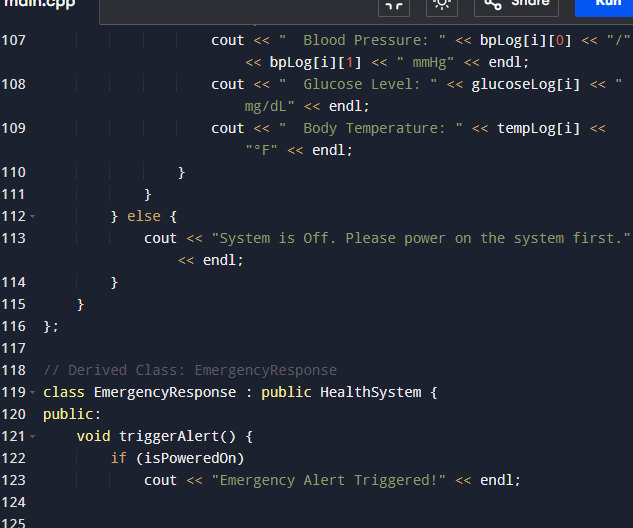 main.cpp
Share
Run
107 cout << "  Blood Pressure: " << bpLog[i][0] << "/"
<< bpLog[i][1] << " mmHg" << endl;
108 cout << "  Glucose Level: " << glucoseLog[i] << "
mg/dL" << endl;
109 cout << "  Body Temperature: " << tempLog[i] <<
"°F" << endl;
110 }
111 }
112 } else {
113 cout << "System is Off. Please power on the system first."
<< endl;
114 }
115 }
116 };
117
118 // Derived Class: EmergencyResponse
119 class EmergencyResponse : public HealthSystem {
120 public:
121 void triggerAlert() {
122 if (isPoweredOn)
123 cout << "Emergency Alert Triggered!" << endl;
124
125